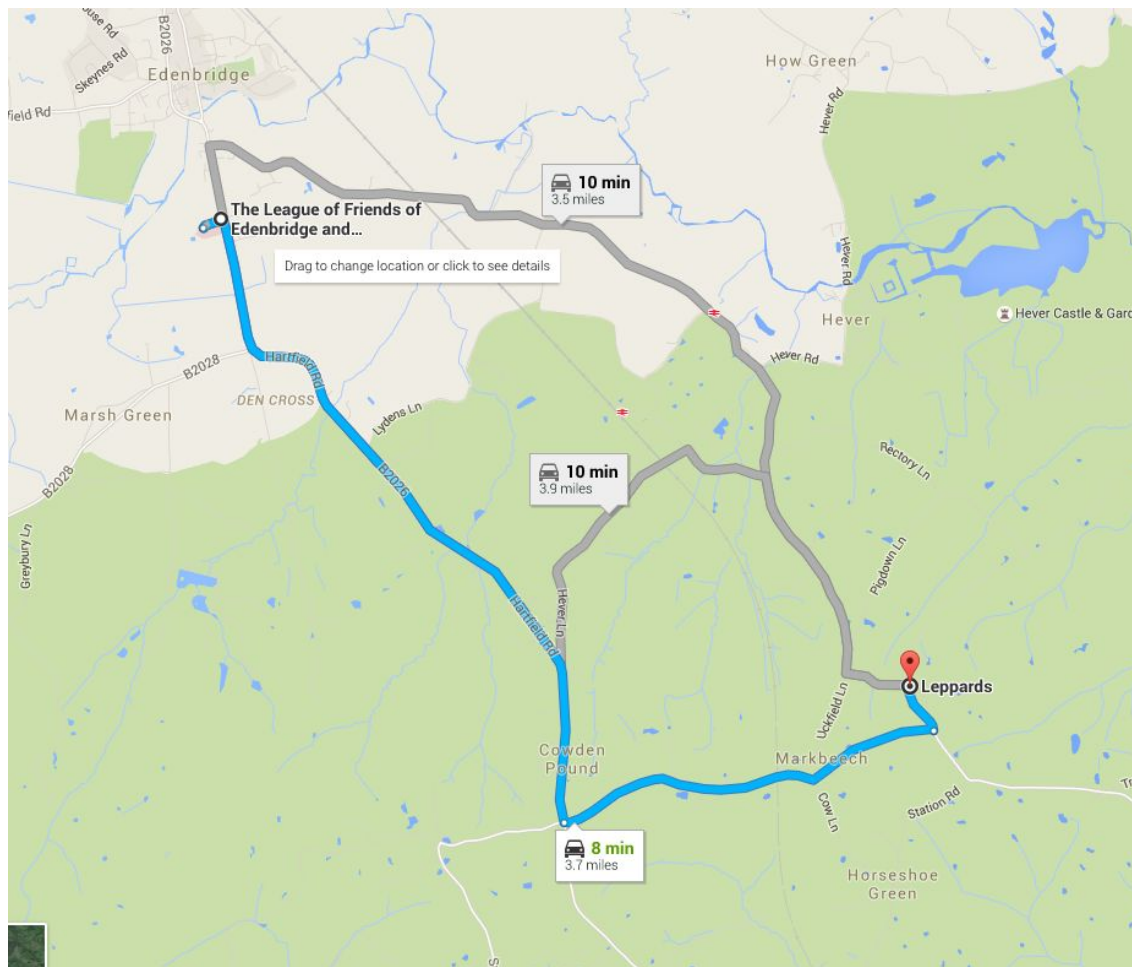 B2026
ouse Rd
Skeynes Rd
Edenbridge
field Rd
How Green
Hever Rd
10 min
3.5 miles
The League of Friends of
Edenbridge and...
Drag to change location or click to see details
Hever Rd
Hever
Hever Castle & Gard
Hever Rd
B2028
Hartfield Rd
DEN CROSS
Marsh Green
Lydens Ln
B2026
B2028
10 min
3.9 miles
Rectory Ln
Greybury Ln
Pigdown Ln
Hever Ln
Hartfield Rd
Leppards
Uckfield Ln
Cowden
Pound
Markbeech
Station Rd
Tr
Cow Ln
8 min
3.7 miles
Horseshoe
Green
S